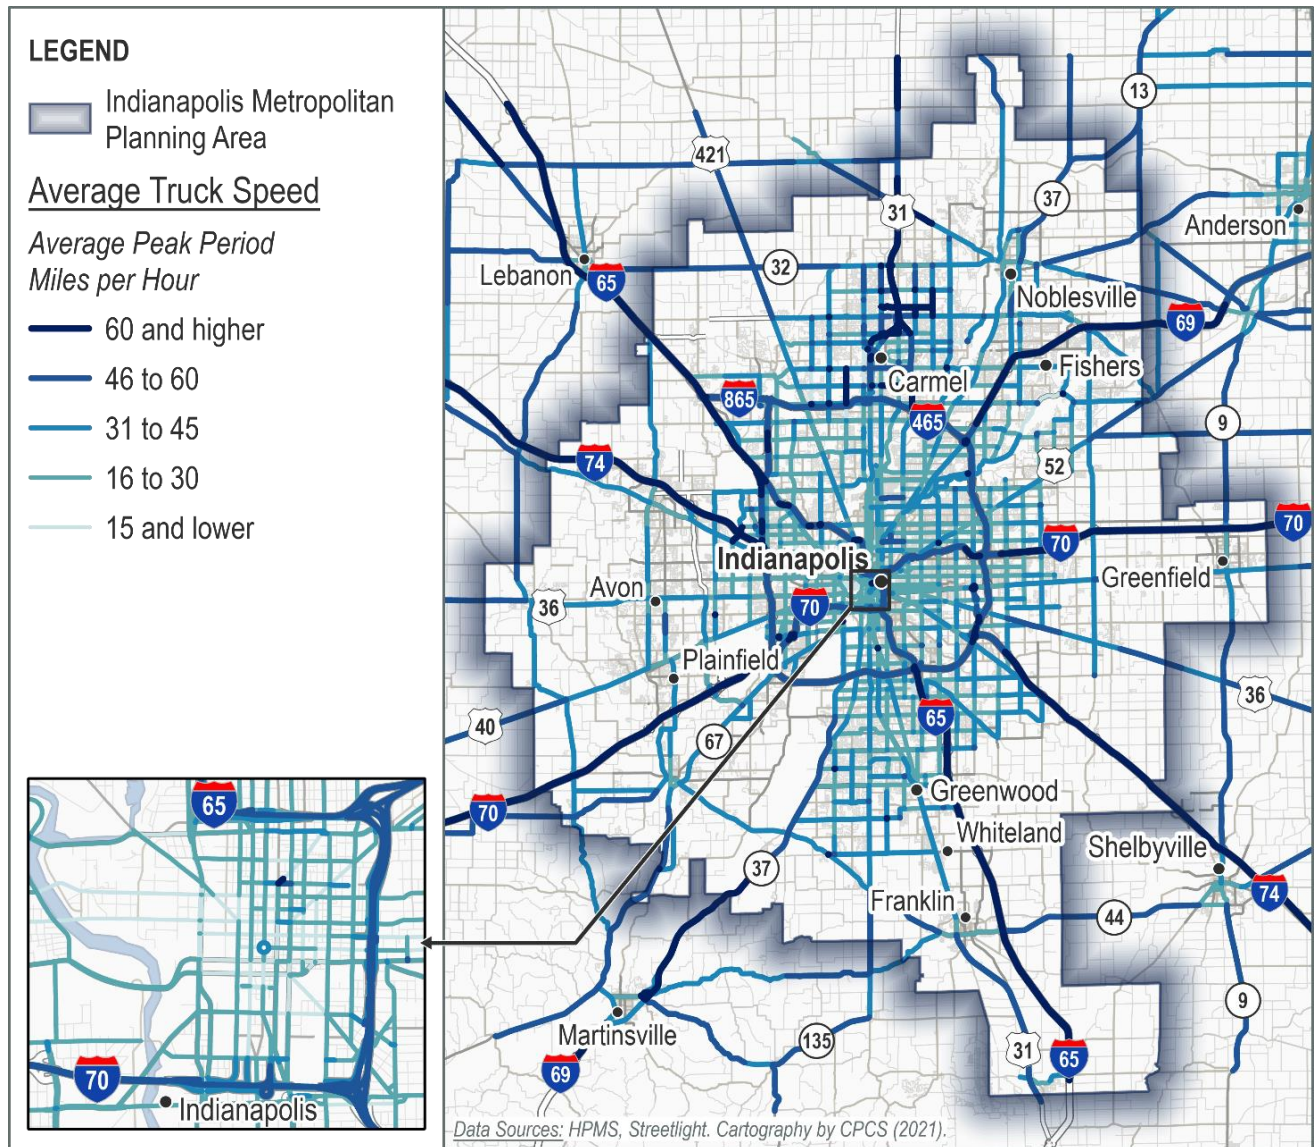 LEGEND
Indianapolis Metropolitan
Planning Area
Average Truck Speed
Average Peak Period
Miles per Hour
60 and higher
46 to 60
31 to 45
16 to 30
15 and lower
13
421
31
37
Anderson
Lebanon
65
32
Noblesville
69
Carmel
Fishers
865
465
9
74
52
Indianapolis
70
70
Greenfield
36
Avon
70
Plainfield
40
67
65
36
70
Greenwood
Whiteland
Shelbyville
37
Franklin
44
74
9
Martinsville
135
31
65
69
65
70
Indianapolis
Data Sources: HPMS, Streetlight. Cartography by CPCS (2021).